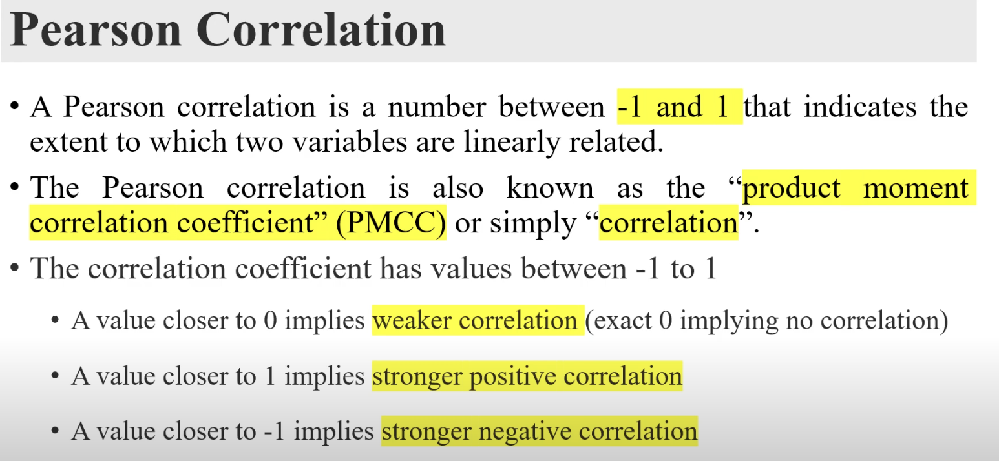 Pearson Correlation
• A Pearson correlation is a number between -1 and 1 that indicates the
extent to which two variables are linearly related.
• The Pearson correlation is also known as the “product moment
correlation coefficient” (PMCC) or simply “correlation”.
• The correlation coefficient has values between -1 to 1
• A value closer to 0 implies weaker correlation (exact 0 implying no correlation)
• A value closer to 1 implies stronger positive correlation
• A value closer to -1 implies stronger negative correlation